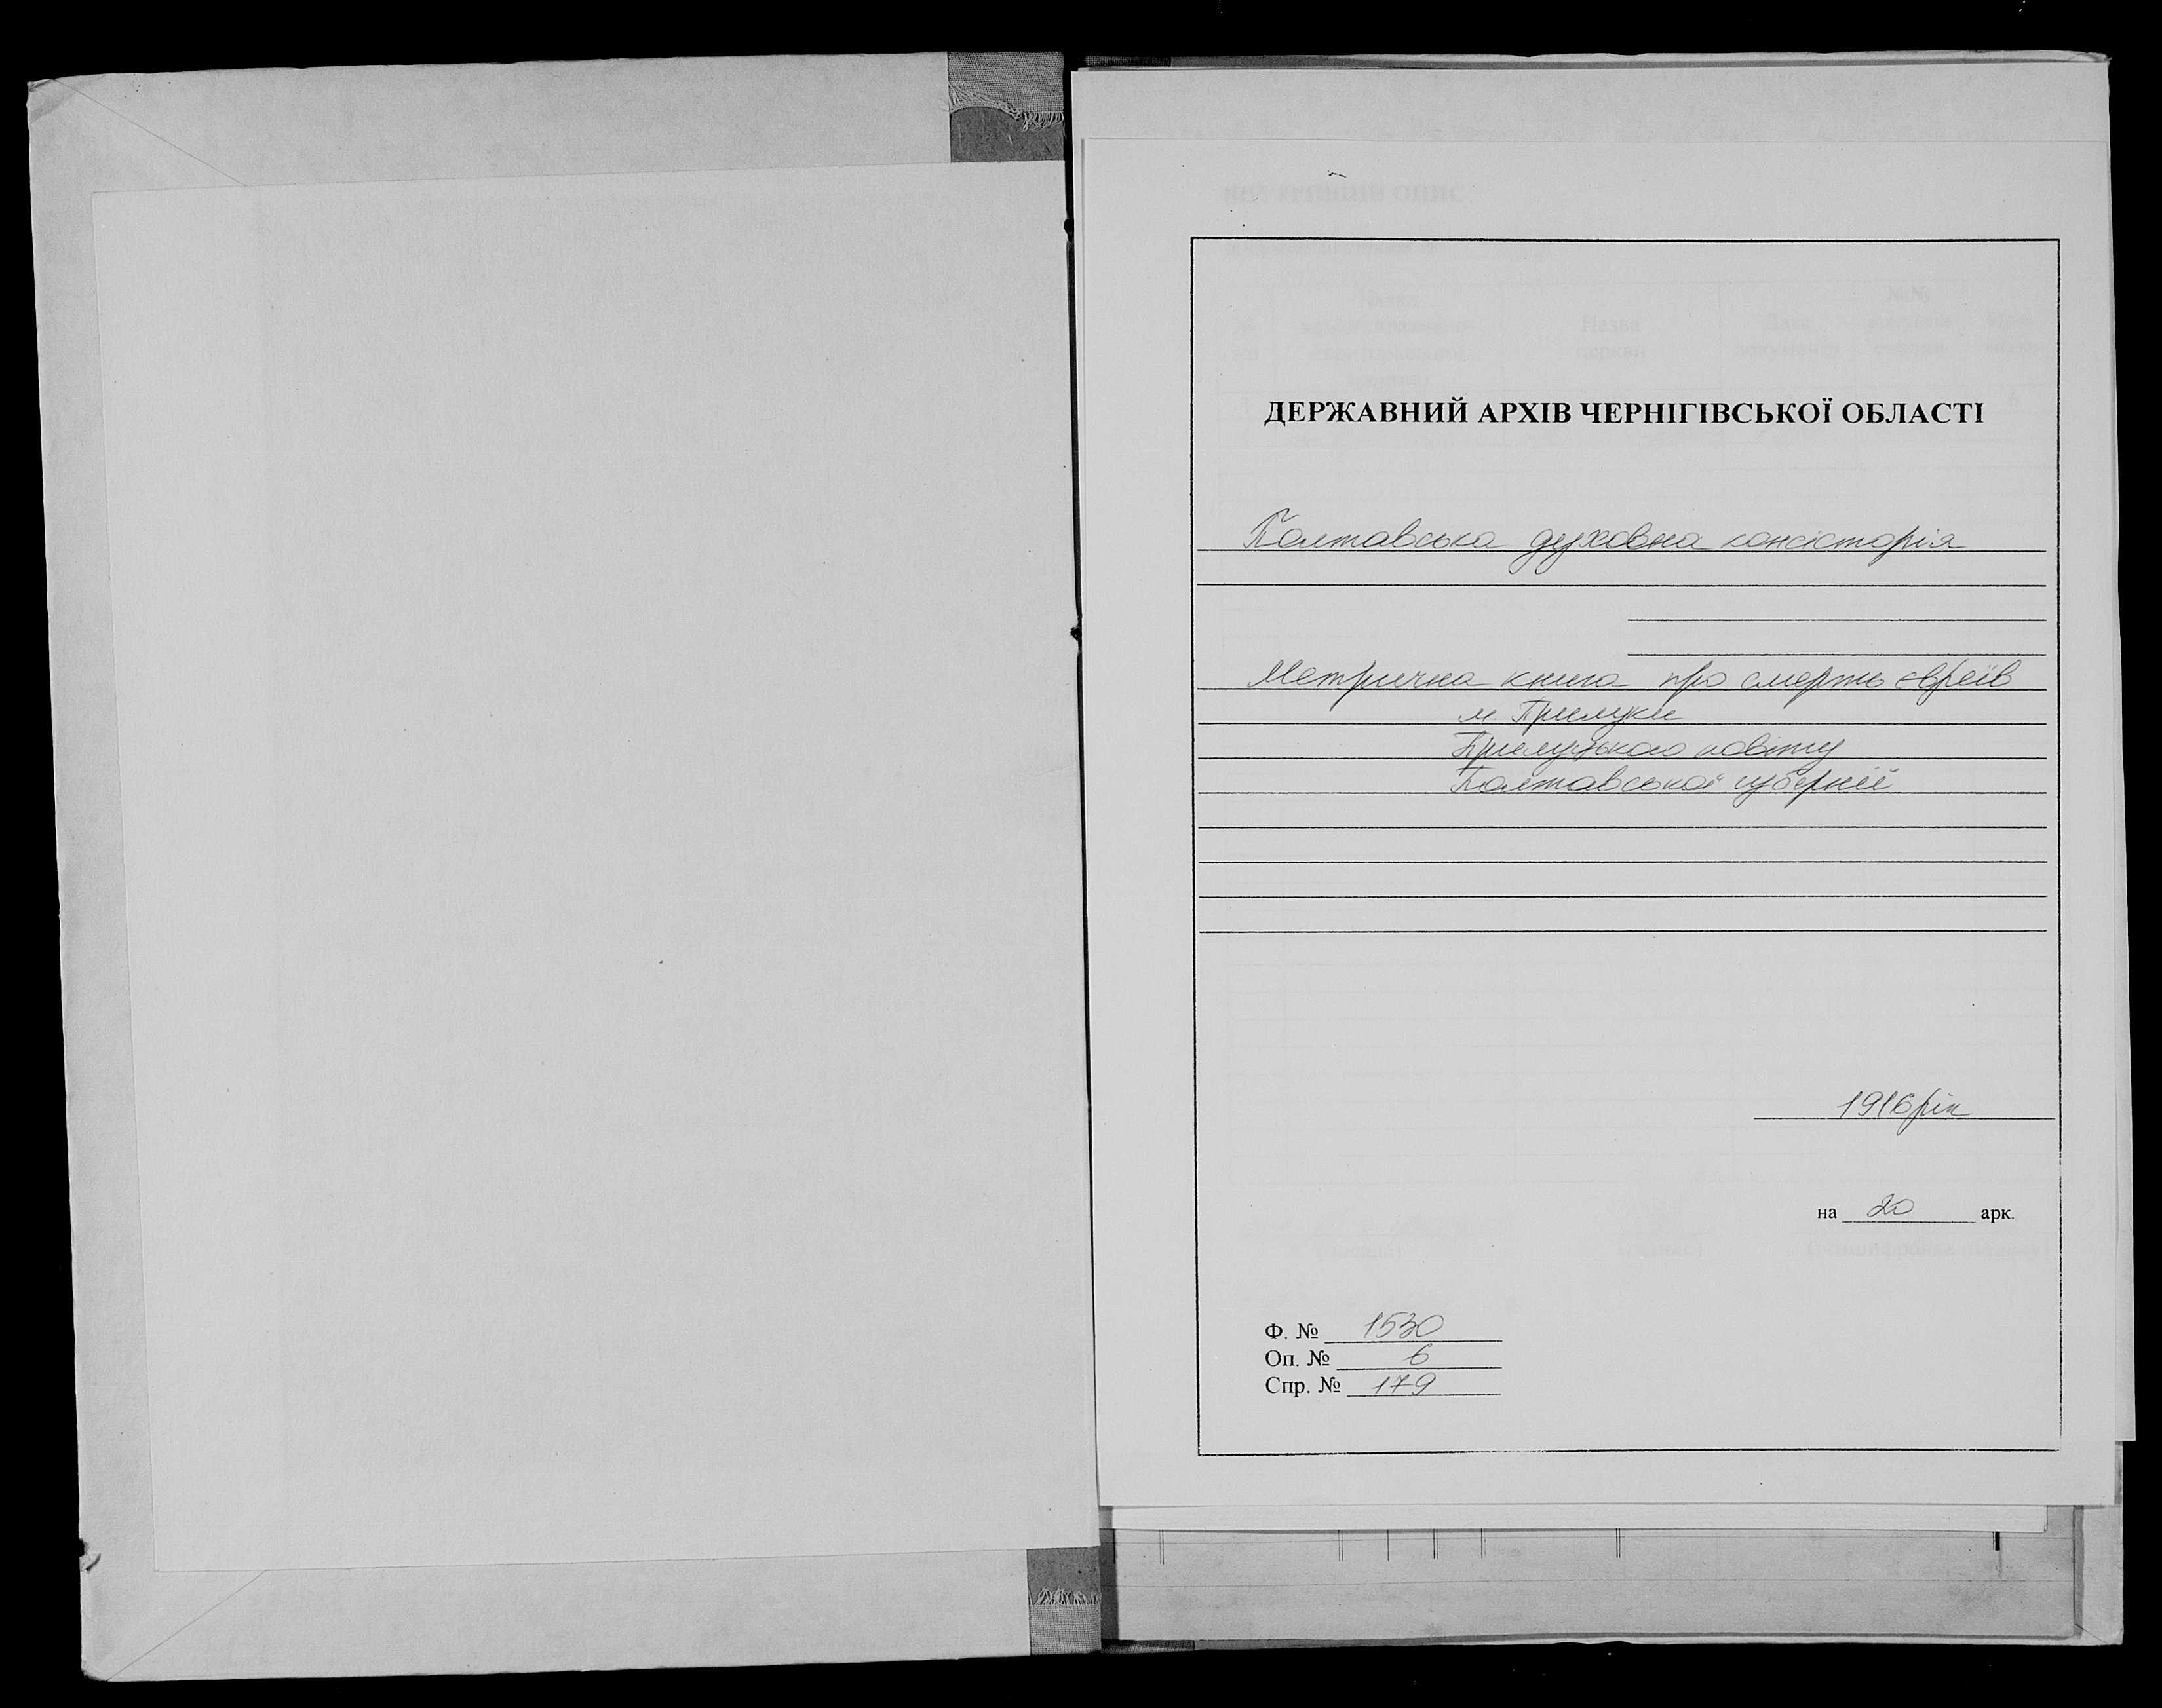 ДЕРЖАВНИЙ АРХІВ ЧЕРНІГІВСЬКОЇ ОБЛАСТІ
Полтавська духовна консисторія
Метрична книга про смерть євреїв
м. Прилуки
Прилуцького повіту
Полтавської губернії
1916 рік
на 20 арк.
Ф. № 1530
Оп. № 6
Спр. № 179